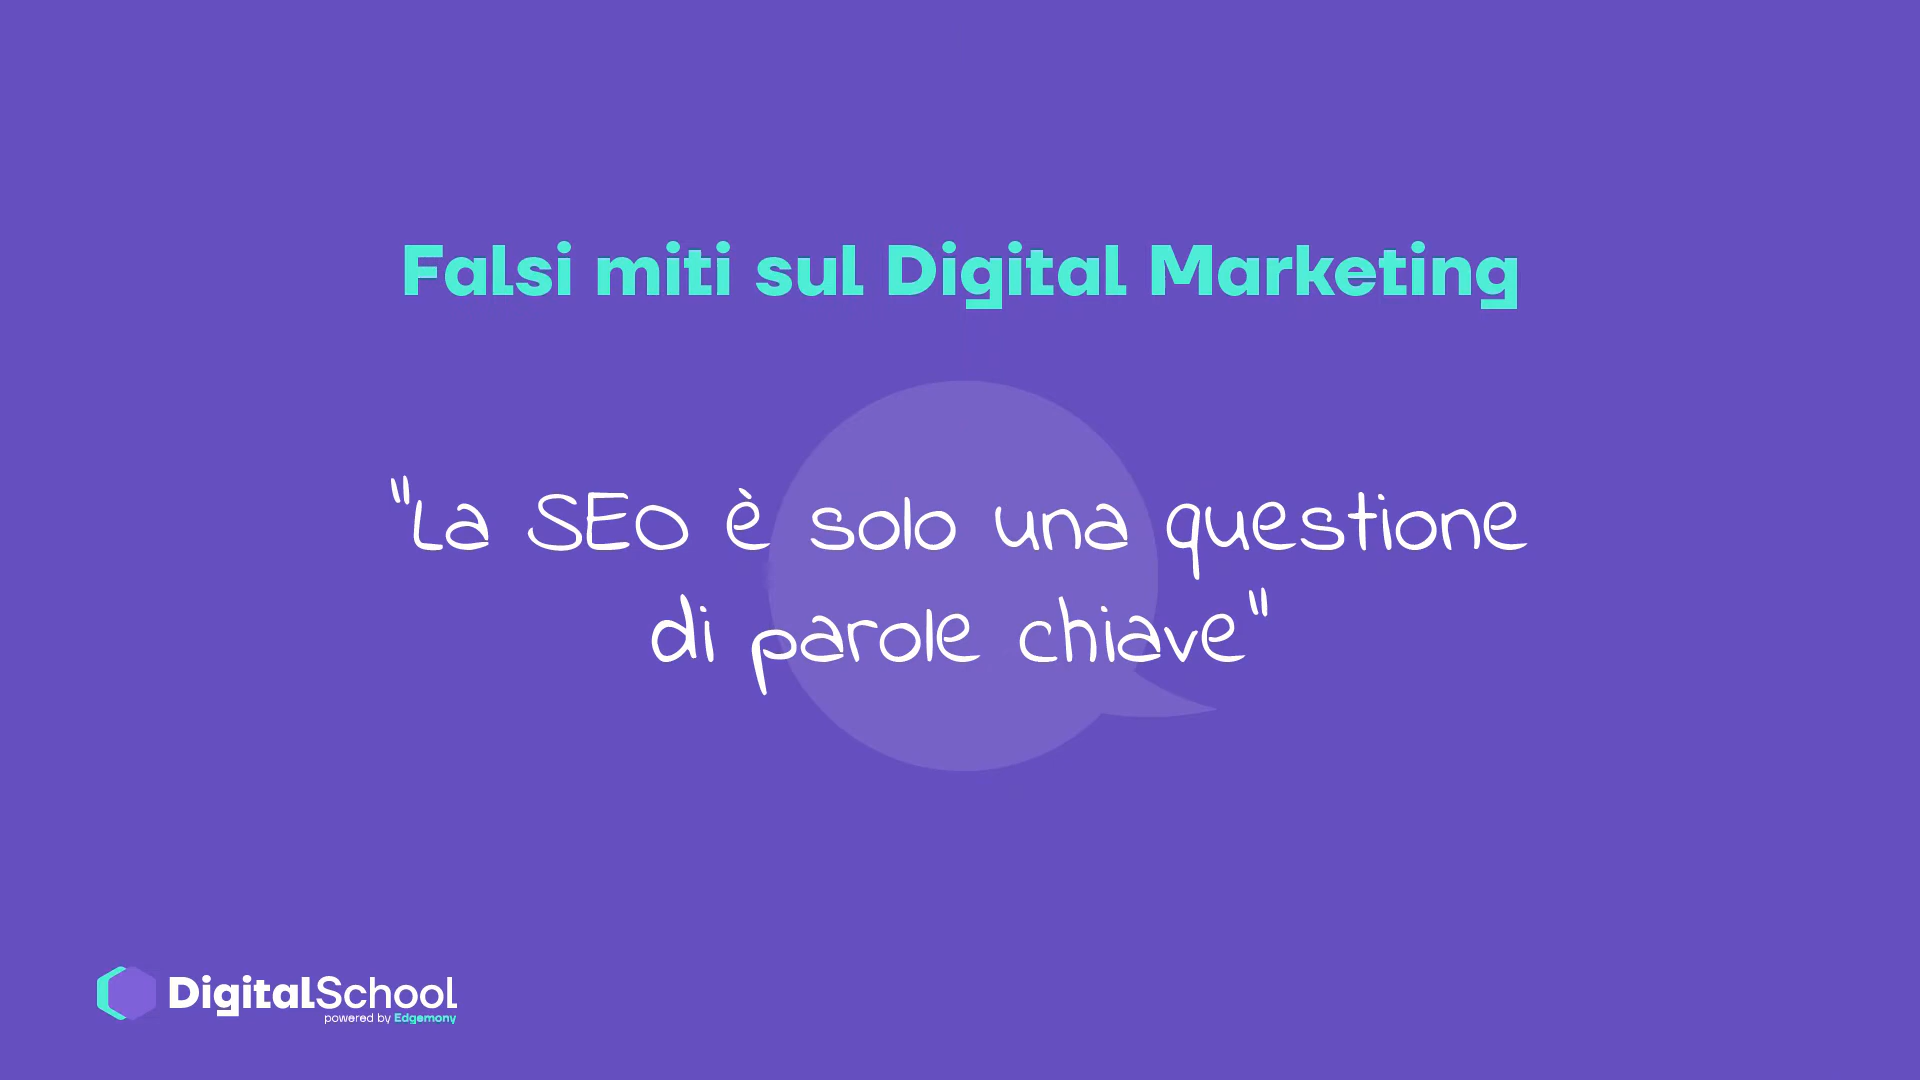 Falsi miti sul Digital Marketing
"La SEO è solo una questione
di parole chiave"
DigitalSchool
powered by Edgemony